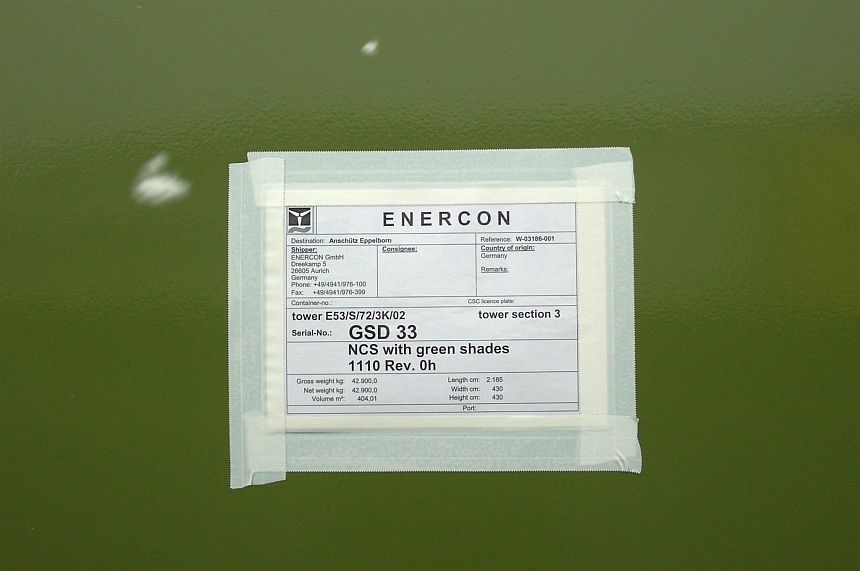 ENERCON
Destination: Anschütz Eppelborn
Reference: W-03186-001
Shipper:
ENERCON GmbH
Dreekamp 5
26605 Aurich
Germany
Phone: +49/4941/976-100
Fax: +49/4941/976-399
Consignee:
Country of origin:
Germany
Remarks:
Container-no.:
CSC licence plate:
tower E53/S/72/3K/02
tower section 3
Serial-No.: GSD 33
NCS with green shades
1110 Rev. 0h
Gross weight kg: 42.900,0
Length cm: 2.185
Net weight kg: 42.900,0
Width cm: 430
Volume m³: 404,01
Height cm: 430
Port: